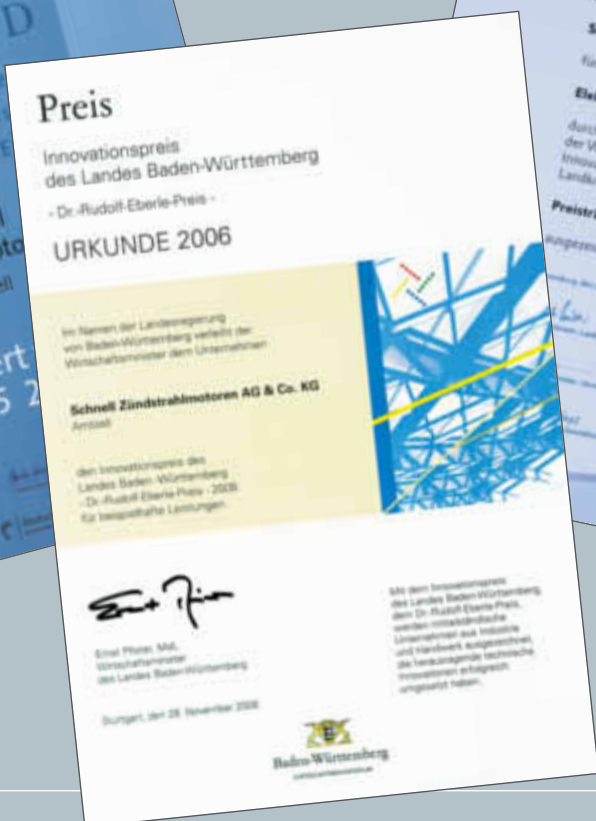 Preis
Innovationspreis
des Landes Baden-Württemberg
- Dr.-Rudolf-Eberle-Preis -
URKUNDE 2006
Im Namen der Landesregierung
von Baden-Württemberg verleiht der
Wirtschaftsminister dem Unternehmen
Schnell Zündstrahlmotoren AG & Co. KG
Amtzell
den Innovationspreis des
Landes Baden-Württemberg
- Dr.-Rudolf-Eberle-Preis - 2006
für beispielhafte Leistungen.
Ernst Pfister, MdL
Wirtschaftsminister
des Landes Baden-Württemberg
Stuttgart, den 28. November 2006
Mit dem Innovationspreis
des Landes Baden-Württemberg,
dem Dr.-Rudolf-Eberle-Preis,
werden mittelständische
Unternehmen aus Industrie
und Handwerk ausgezeichnet,
die herausragende technische
Innovationen erfolgreich
umgesetzt haben.
Baden-Württemberg